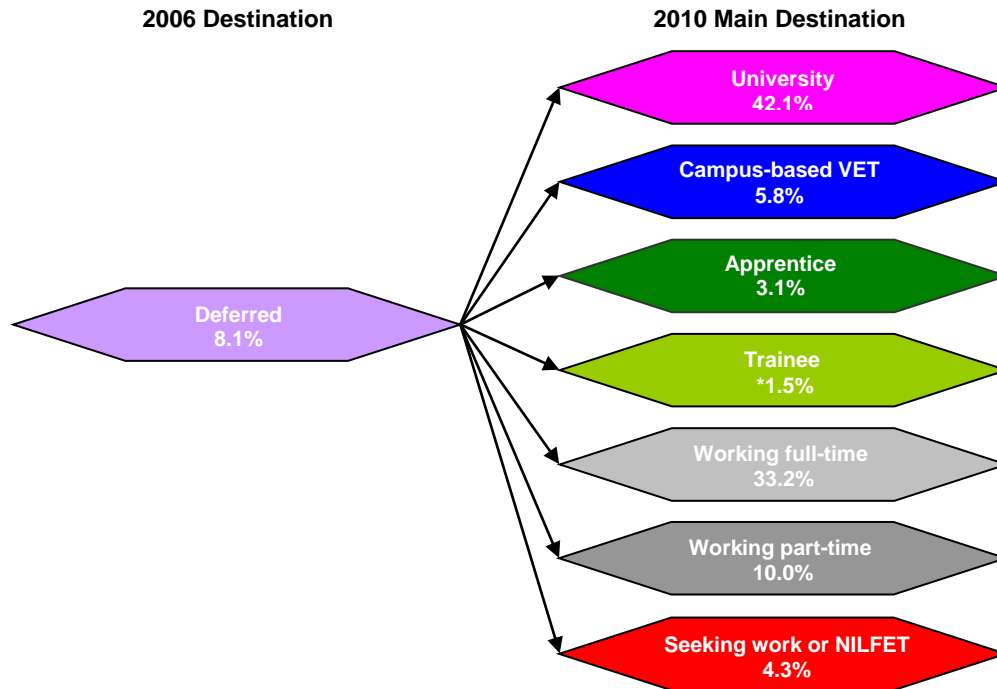 2006 Destination
2010 Main Destination
University
42.1%
Campus-based VET
5.8%
Apprentice
3.1%
Deferred
8.1%
Trainee
*1.5%
Working full-time
33.2%
Working part-time
10.0%
Seeking work or NILFET
4.3%